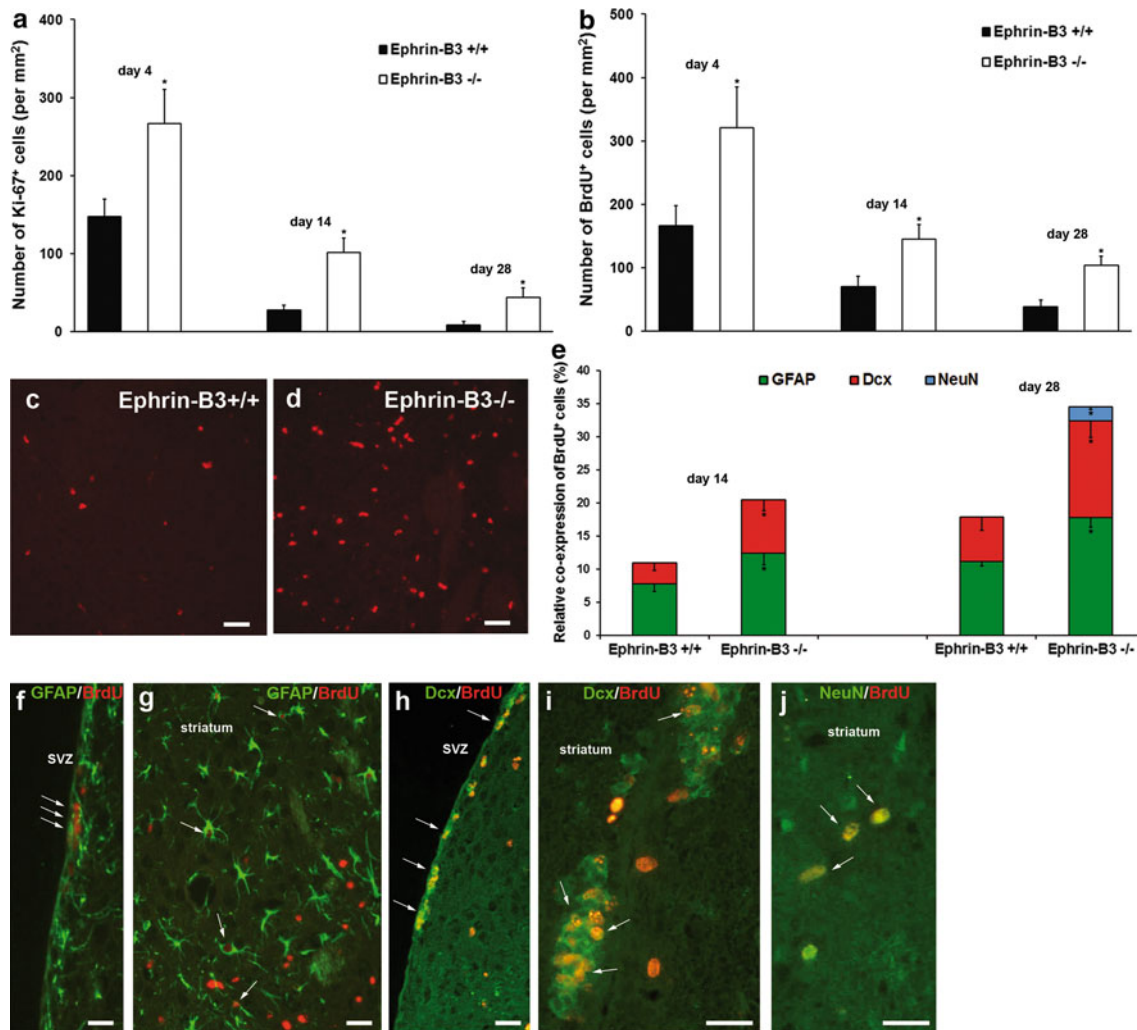 a
Number of Ki-67⁺ cells (per mm²)
400
300
200
100
0
Ephrin-B3 +/+
Ephrin-B3 -/-
day 4
*
day 14
*
day 28
*
b
Number of BrdU⁺ cells (per mm²)
500
400
300
200
100
0
Ephrin-B3 +/+
Ephrin-B3 -/-
day 4
*
day 14
*
day 28
*
c
Ephrin-B3+/+
d
Ephrin-B3-/-
e
Relative co-expression of BrdU⁺ cells (%)
40
35
30
25
20
15
10
5
0
GFAP
Dcx
NeuN
day 14
day 28
*
*
*
*
*
Ephrin-B3 +/+
Ephrin-B3 -/-
Ephrin-B3 +/+
Ephrin-B3 -/-
f
GFAP/BrdU
SVZ
g
GFAP/BrdU
striatum
h
Dcx/BrdU
SVZ
i
Dcx/BrdU
striatum
j
NeuN/BrdU
striatum